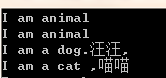 I am animal
I am animal
I am a dog.汪汪,
I am a cat ,喵喵